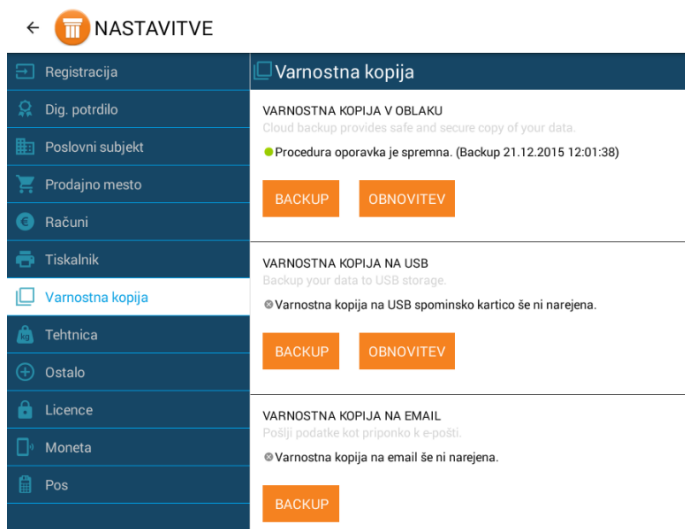 NASTAVITVE
Registracija
Dig. potrdilo
Poslovni subjekt
Prodajno mesto
Računi
Tiskalnik
Varnostna kopija
Tehtnica
Ostalo
Licence
Moneta
Pos
Varnostna kopija
VARNOSTNA KOPIJA V OBLAKU
Cloud backup provides safe and secure copy of your data.
Procedura oporavka je spremna. (Backup 21.12.2015 12:01:38)
BACKUP OBNOVITEV
VARNOSTNA KOPIJA NA USB
Backup your data to USB storage.
Varnostna kopija na USB spominsko kartico še ni narejena.
BACKUP OBNOVITEV
VARNOSTNA KOPIJA NA EMAIL
Pošlji podatke kot priponko k e-pošti.
Varnostna kopija na email še ni narejena.
BACKUP